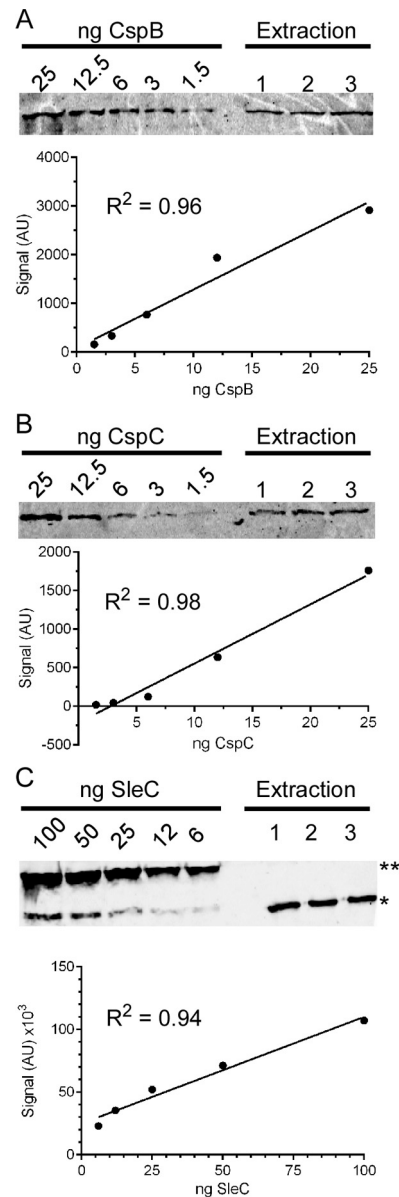 A
ng CspB Extraction
25 12.5 6 3 1.5 1 2 3
4000
R² = 0.96
3000
Signal (AU)
2000
1000
0
0 5 10 15 20 25
ng CspB
B
ng CspC Extraction
25 12.5 6 3 1.5 1 2 3
2000
R² = 0.98
1500
Signal (AU)
1000
500
0
5 10 15 20 25
-500
ng CspC
C
ng SleC Extraction
100 50 25 12 6 1 2 3
**
*
150
R² = 0.94
Signal (AU) x10³
100
50
0
0 25 50 75 100
ng SleC